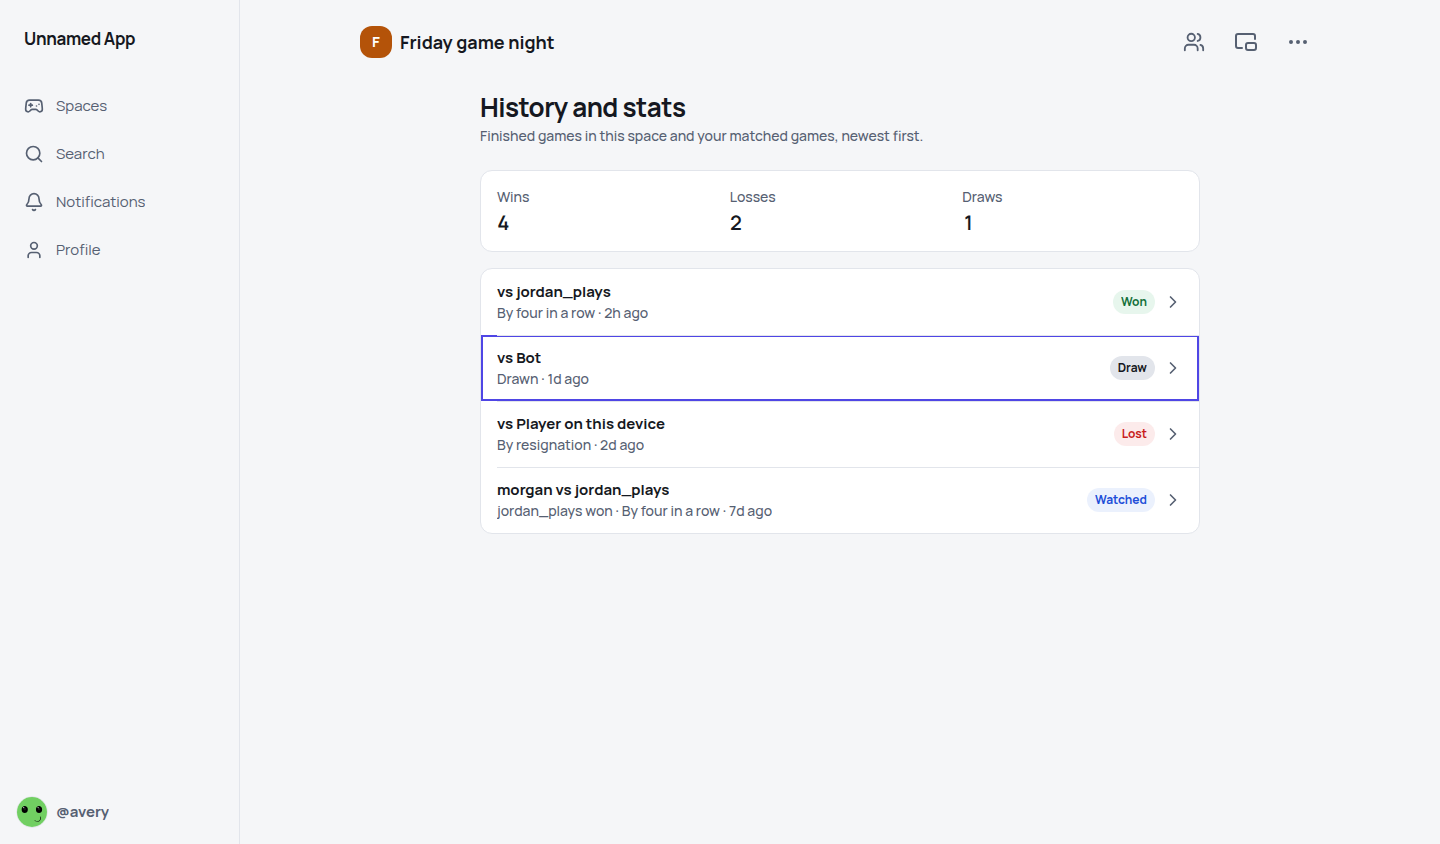 Unnamed App
Spaces
Search
Notifications
Profile
@avery
F
Friday game night
History and stats
Finished games in this space and your matched games, newest first.
Wins
4
Losses
2
Draws
1
vs jordan_plays
By four in a row · 2h ago
Won
vs Bot
Drawn · 1d ago
Draw
vs Player on this device
By resignation · 2d ago
Lost
morgan vs jordan_plays
jordan_plays won · By four in a row · 7d ago
Watched